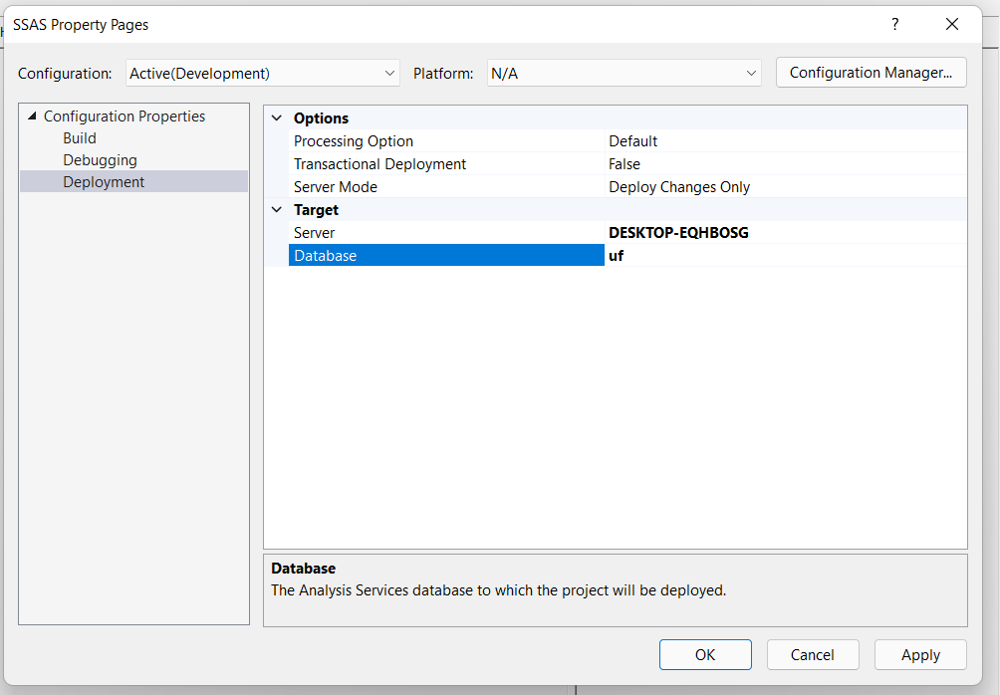 SSAS Property Pages
?
Configuration: Active(Development) Platform: N/A Configuration Manager...
Configuration Properties
Build
Debugging
Deployment
Options
Processing Option Default
Transactional Deployment False
Server Mode Deploy Changes Only
Target
Server DESKTOP-EQHBOSG
Database uf
Database
The Analysis Services database to which the project will be deployed.
OK Cancel Apply